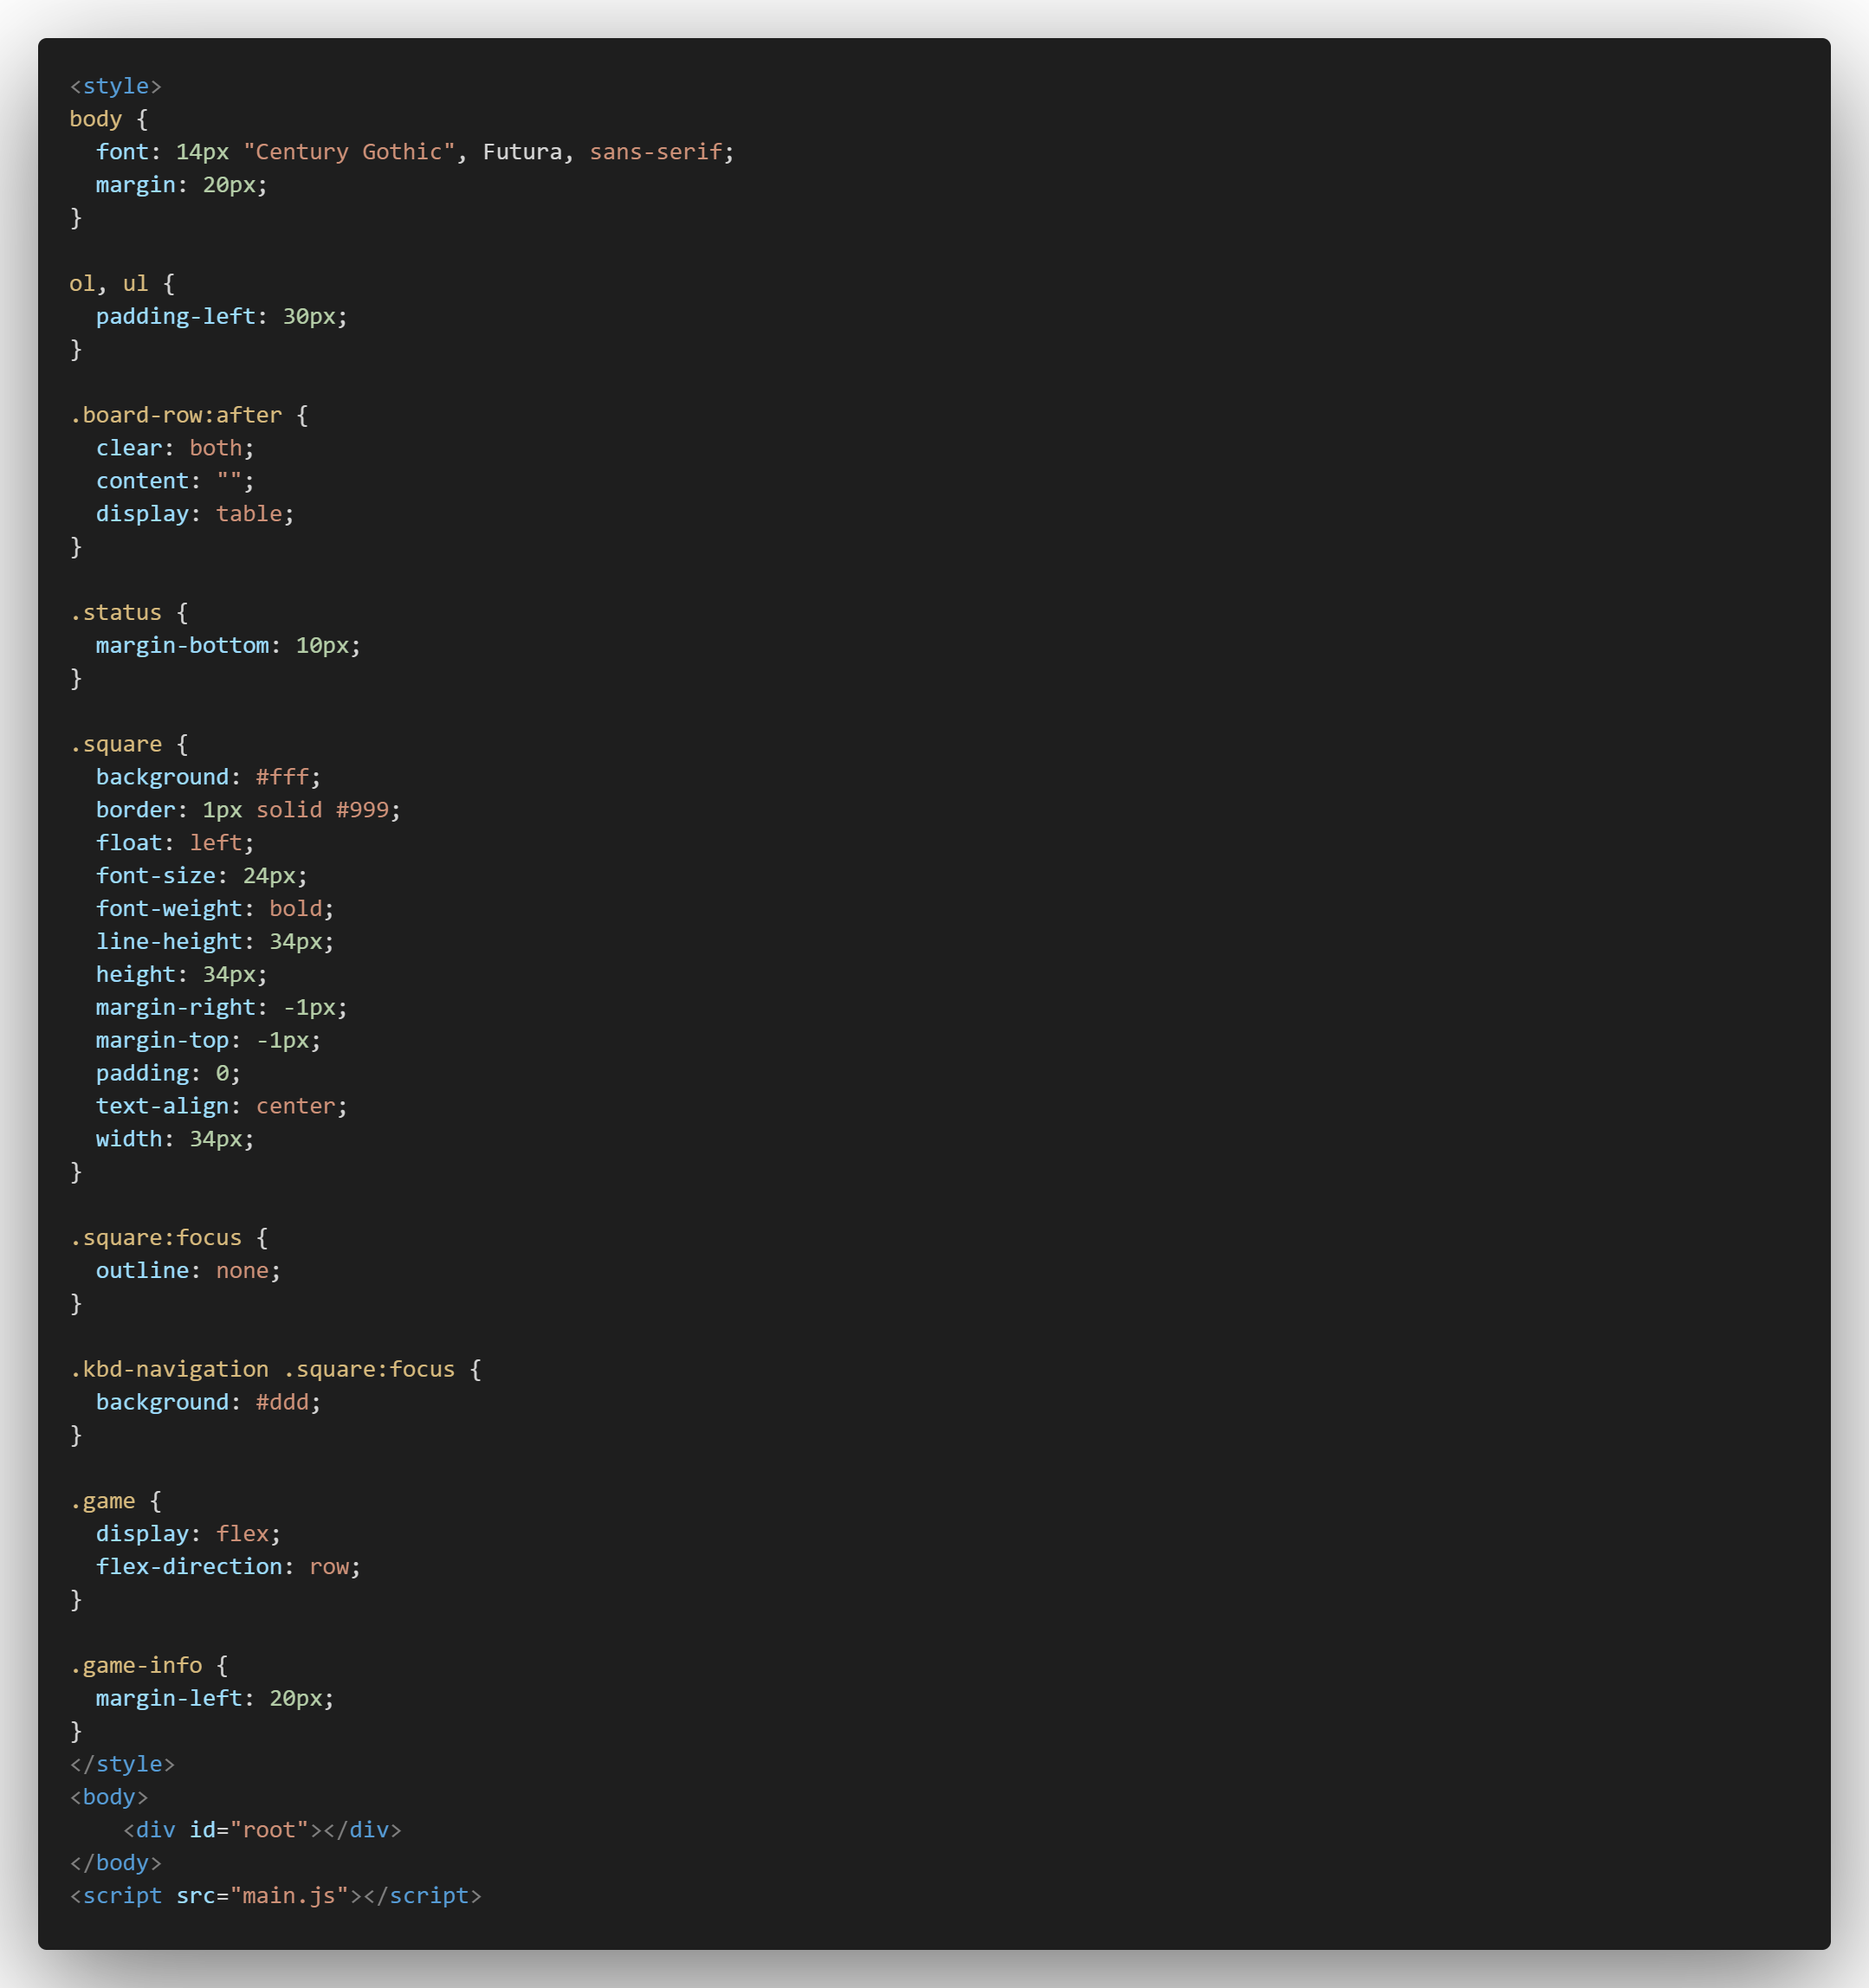 <style>
body {
  font: 14px "Century Gothic", Futura, sans-serif;
  margin: 20px;
}

ol, ul {
  padding-left: 30px;
}

.board-row:after {
  clear: both;
  content: "";
  display: table;
}

.status {
  margin-bottom: 10px;
}

.square {
  background: #fff;
  border: 1px solid #999;
  float: left;
  font-size: 24px;
  font-weight: bold;
  line-height: 34px;
  height: 34px;
  margin-right: -1px;
  margin-top: -1px;
  padding: 0;
  text-align: center;
  width: 34px;
}

.square:focus {
  outline: none;
}

.kbd-navigation .square:focus {
  background: #ddd;
}

.game {
  display: flex;
  flex-direction: row;
}

.game-info {
  margin-left: 20px;
}
</style>
<body>
    <div id="root"></div>
</body>
<script src="main.js"></script>